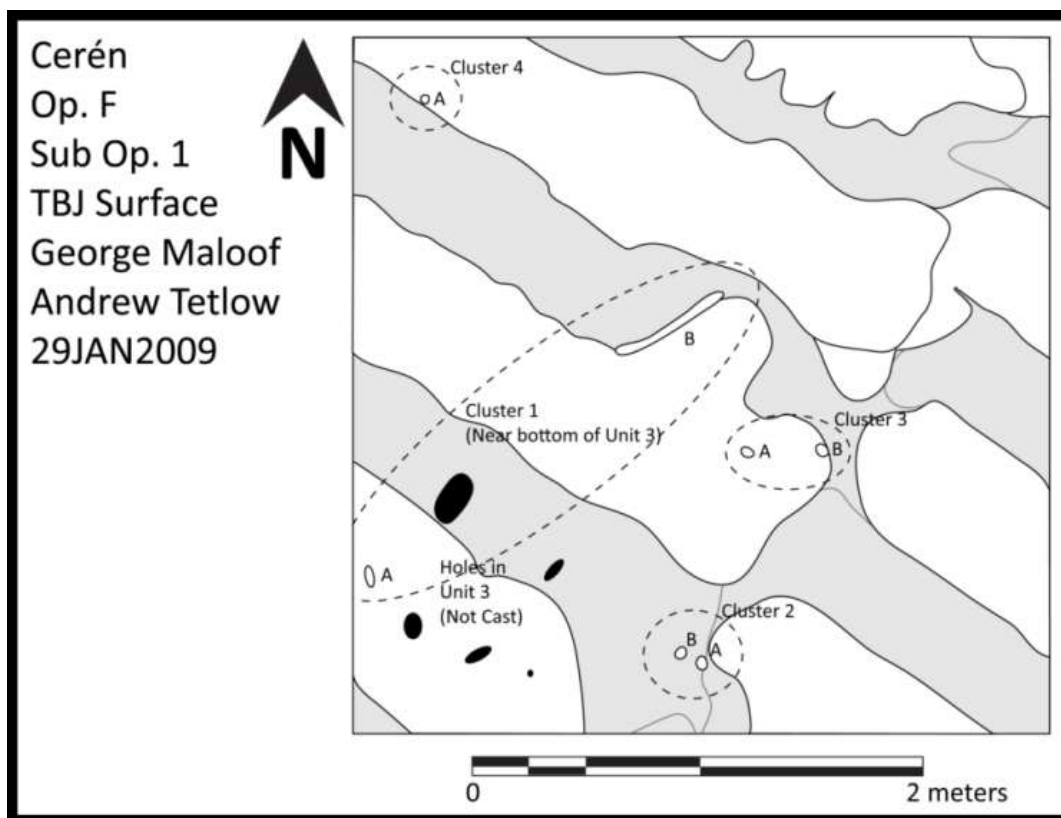 Cerén
Op. F
Sub Op. 1
TBJ Surface
George Maloof
Andrew Tetlow
29JAN2009
N
Cluster 4
A
B
Cluster 1
(Near bottom of Unit 3)
Cluster 3
A
B
A
Holes in
Unit 3
(Not Cast)
Cluster 2
B
A
0
2 meters